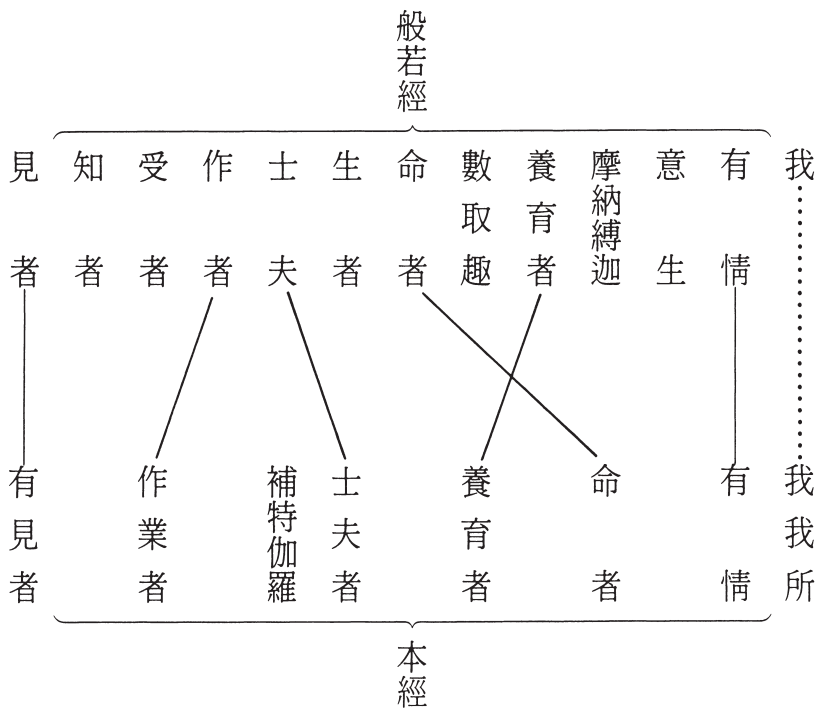 般若經
我
有情
意生
摩納縛迦
養育者
數取趣
命者
生者
士夫
作者
受者
知者
見者
我我所
有情
命者
養育者
士夫者
補特伽羅
作業者
有見者
本經